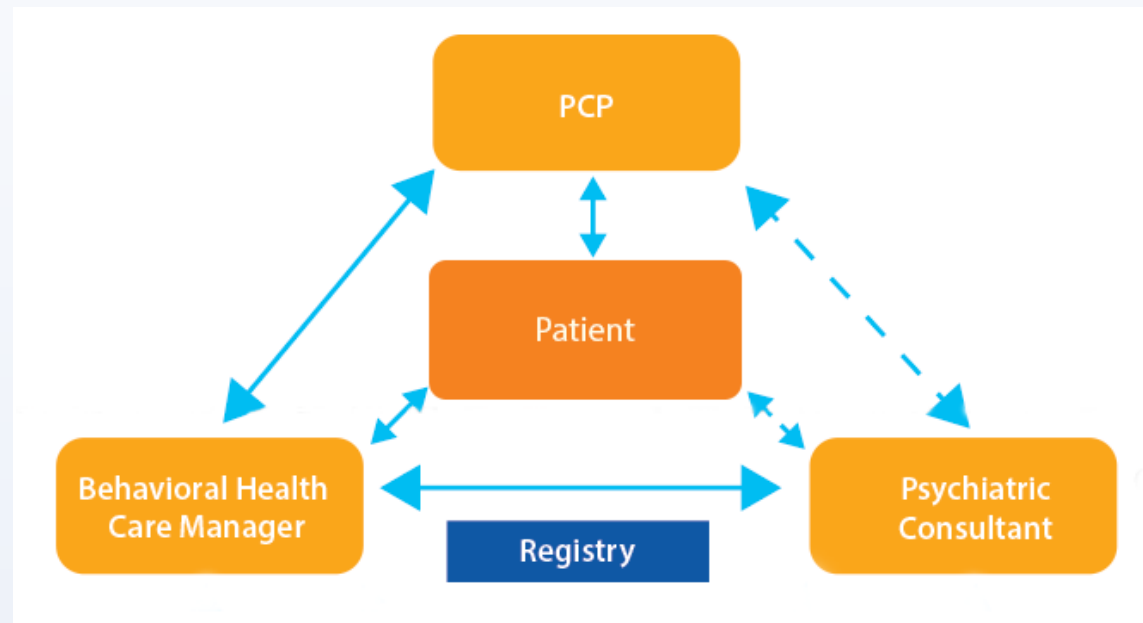 PCP
Patient
Behavioral Health
Care Manager
Psychiatric
Consultant
Registry